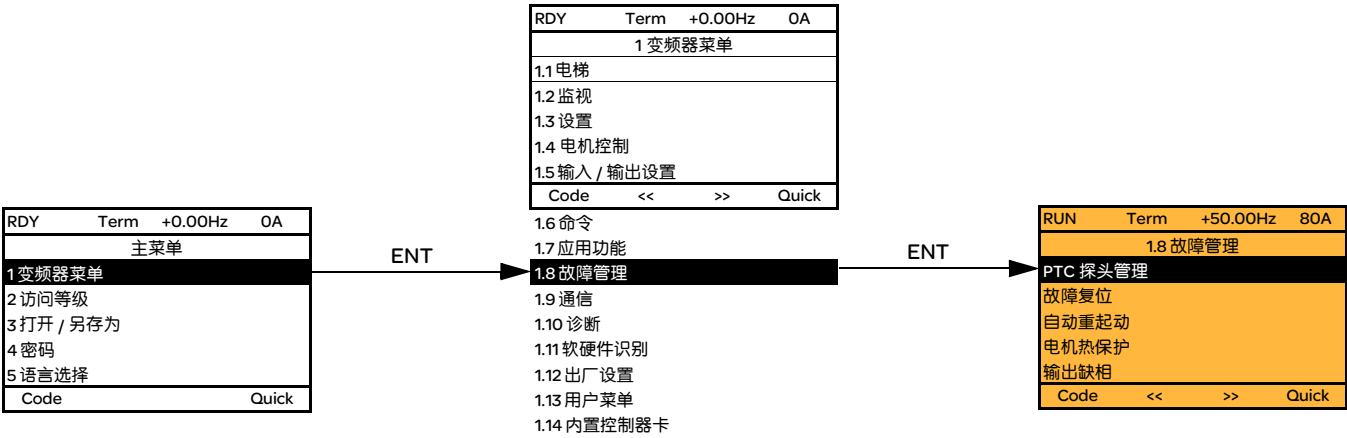 RDY Term +0.00Hz 0A
主菜单
1 变频器菜单
2 访问等级
3 打开 / 另存为
4 密码
5 语言选择
Code Quick
ENT
RDY Term +0.00Hz 0A
1 变频器菜单
1.1 电梯
1.2 监视
1.3 设置
1.4 电机控制
1.5 输入 / 输出设置
Code << >> Quick
1.6 命令
1.7 应用功能
1.8 故障管理
1.9 通信
1.10 诊断
1.11 软硬件识别
1.12 出厂设置
1.13 用户菜单
1.14 内置控制器卡
ENT
RUN Term +50.00Hz 80A
1.8 故障管理
PTC 探头管理
故障复位
自动重起动
电机热保护
输出缺相
Code << >> Quick